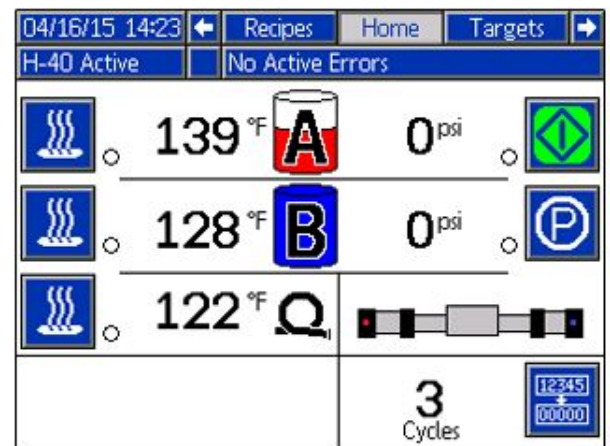 04/16/15 14:23 Recipes Home Targets
H-40 Active No Active Errors
139 °F A 0 psi
128 °F B 0 psi P
122 °F
3 12345
Cycles 00000